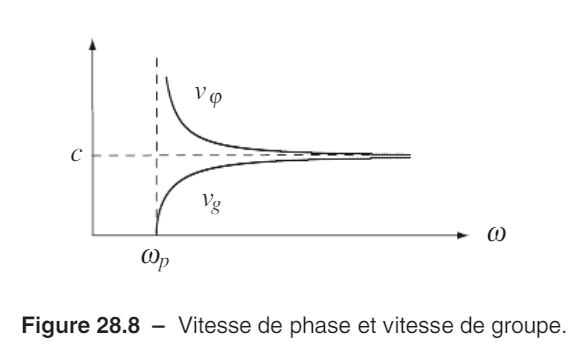 v_φ
c
v_g
ω
ω_p
Figure 28.8 – Vitesse de phase et vitesse de groupe.